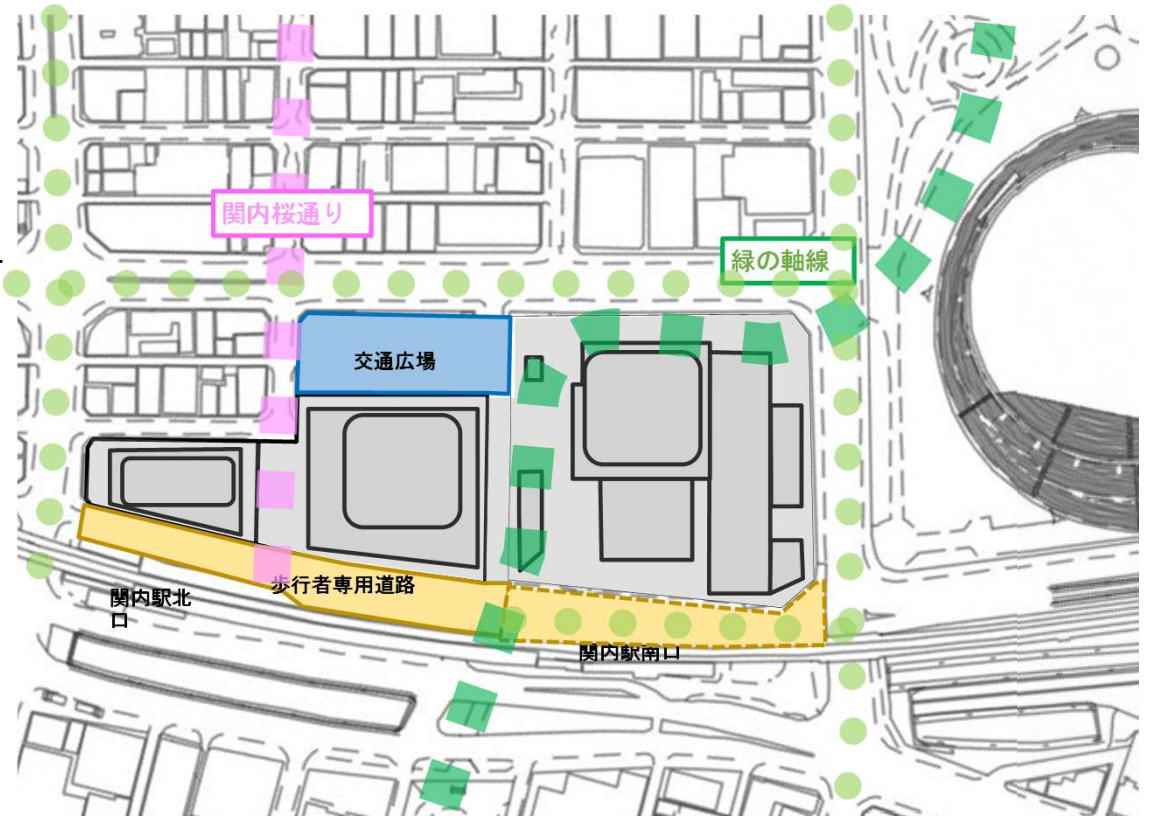 関内桜通り
緑の軸線
交通広場
歩行者専用道路
関内駅北
口
関内駅南口